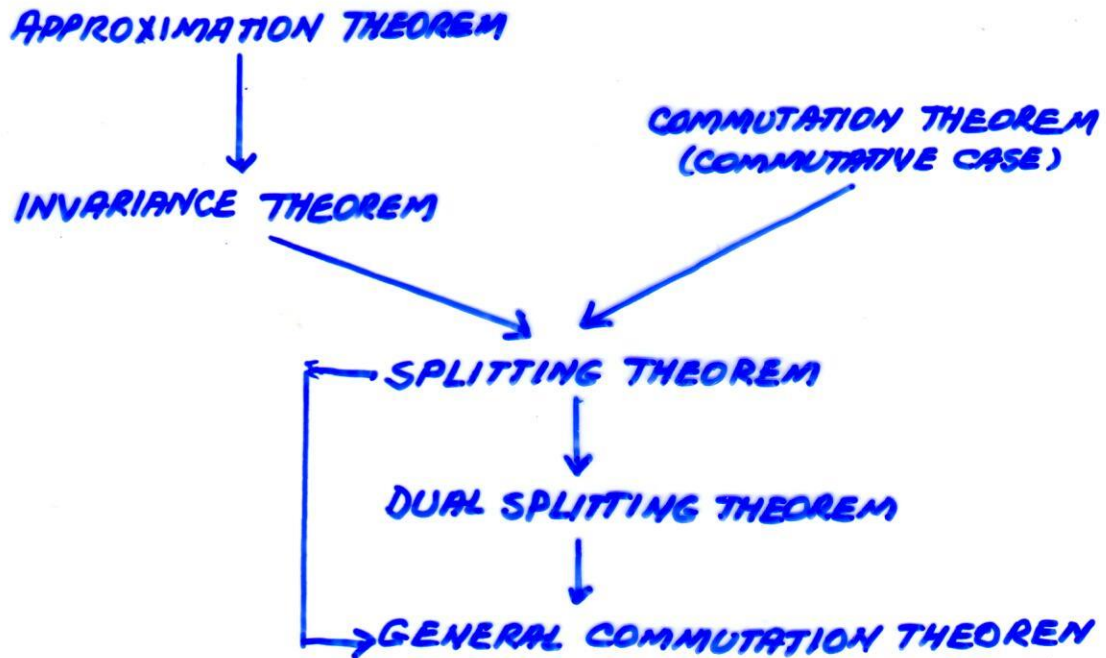 APPROXIMATION THEOREM
COMMUTATION THEOREM
(COMMUTATIVE CASE)
INVARIANCE THEOREM
SPLITTING THEOREM
DUAL SPLITTING THEOREM
GENERAL COMMUTATION THEOREN